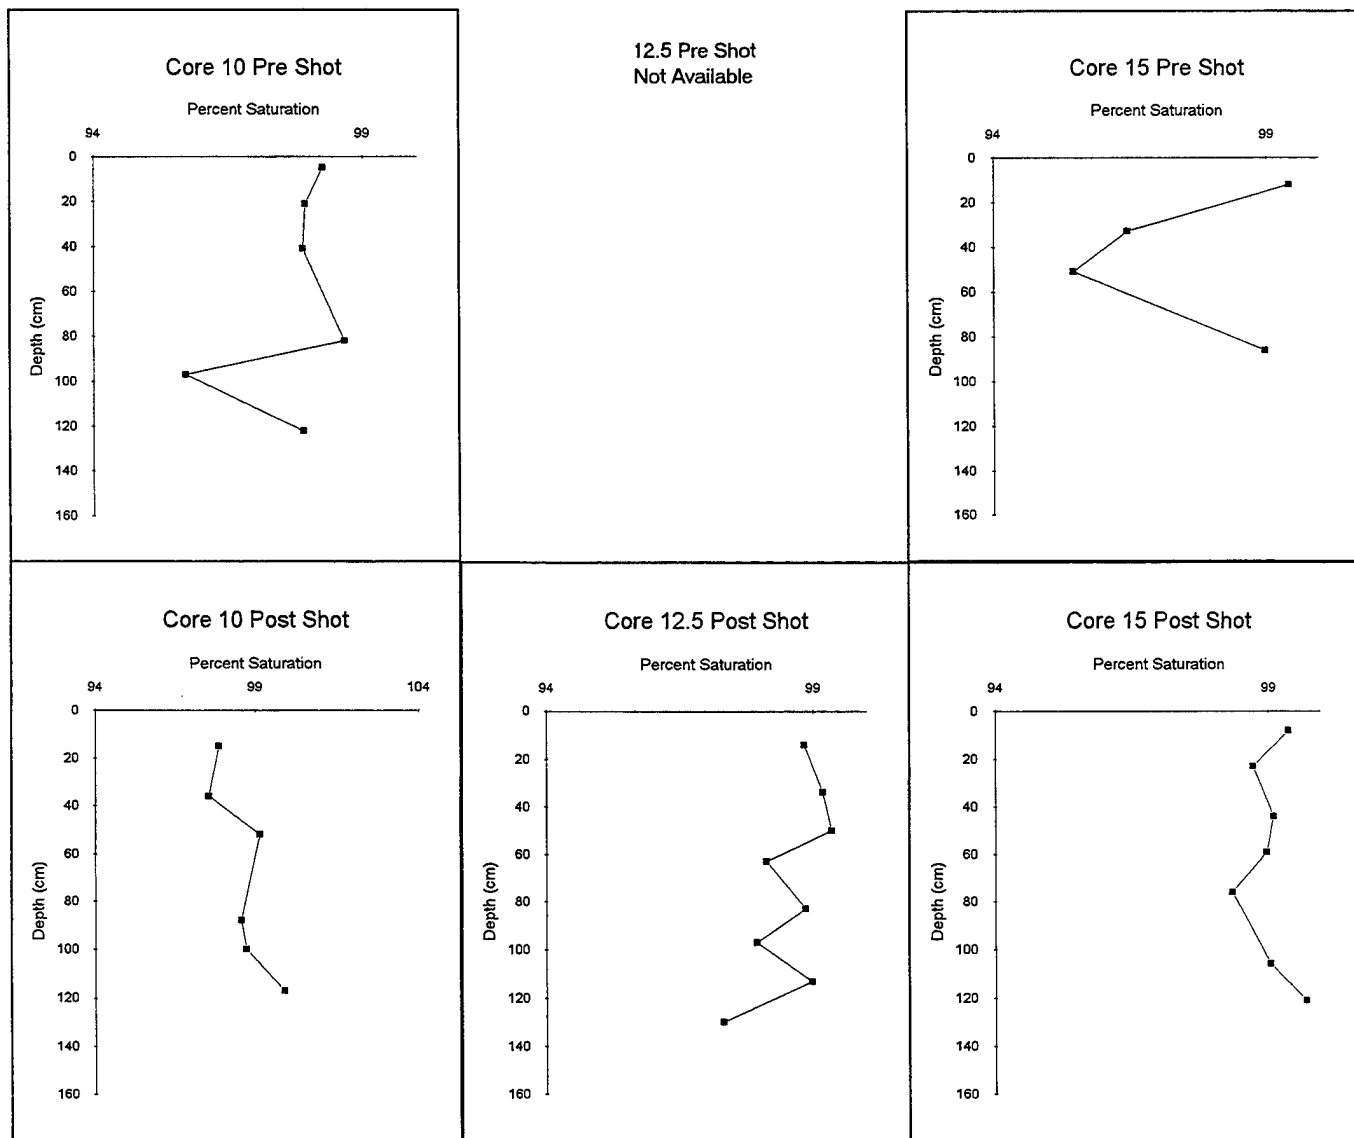 Core 10 Pre Shot
Percent Saturation
94 99
0
20
40
60
80
100
120
140
160
Depth (cm)
12.5 Pre Shot
Not Available
Core 15 Pre Shot
Percent Saturation
94 99
0
20
40
60
80
100
120
140
160
Depth (cm)
Core 10 Post Shot
Percent Saturation
94 99 104
0
20
40
60
80
100
120
140
160
Depth (cm)
Core 12.5 Post Shot
Percent Saturation
94 99
0
20
40
60
80
100
120
140
160
Depth (cm)
Core 15 Post Shot
Percent Saturation
94 99
0
20
40
60
80
100
120
140
160
Depth (cm)